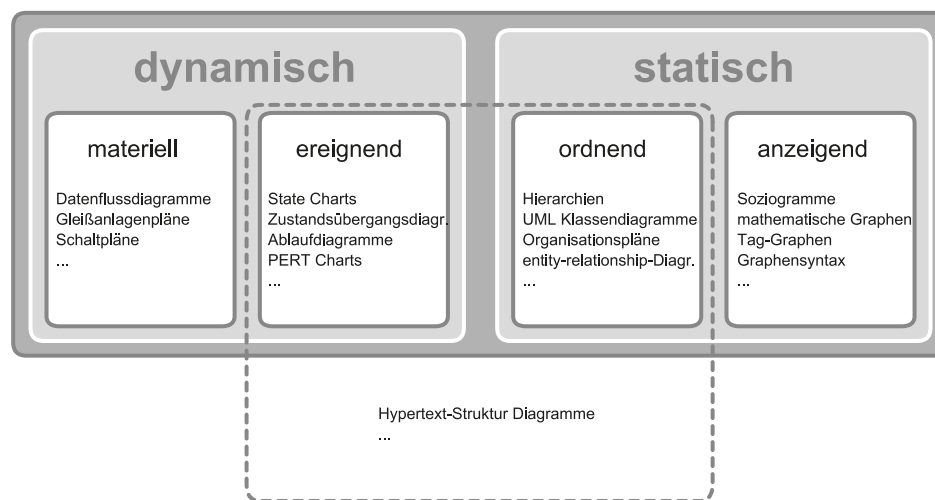 dynamisch
statisch
materiell
Datenflussdiagramme
Gleißanlagenpläne
Schaltpläne
...
ereignend
State Charts
Zustandsübergangsdiagr.
Ablaufdiagramme
PERT Charts
...
ordnend
Hierarchien
UML Klassendiagramme
Organisationspläne
entity-relationship-Diagr.
...
anzeigend
Soziogramme
mathematische Graphen
Tag-Graphen
Graphensyntax
...
Hypertext-Struktur Diagramme
...